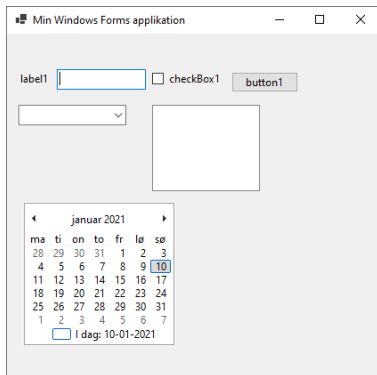 Min Windows Forms applikation
label1 checkBox1 button1
januar 2021
ma ti on to fr lø sø
28 29 30 31 1 2 3
4 5 6 7 8 9 10
11 12 13 14 15 16 17
18 19 20 21 22 23 24
25 26 27 28 29 30 31
1 2 3 4 5 6 7
I dag: 10-01-2021